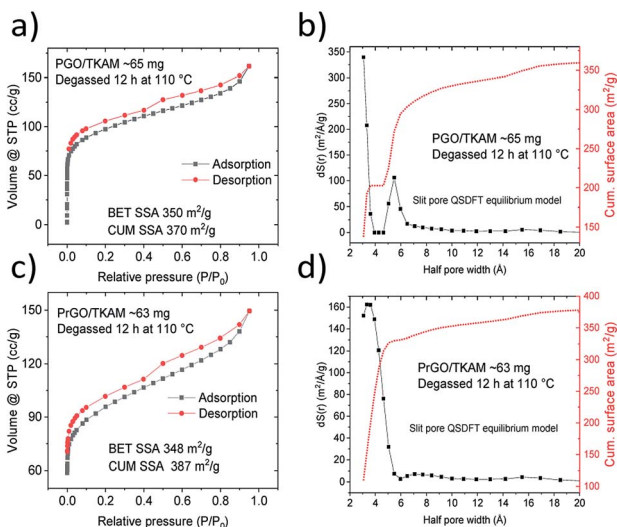 a)
PGO/TKAM ~65 mg
Degassed 12 h at 110 °C
Adsorption
Desorption
BET SSA 350 m²/g
CUM SSA 370 m²/g
Volume @ STP (cc/g)
150
100
50
0
0.0 0.2 0.4 0.6 0.8 1.0
Relative pressure (P/P₀)
b)
PGO/TKAM ~65 mg
Degassed 12 h at 110 °C
Slit pore QSDFT equilibrium model
dS(r) (m²/Å/g)
350
300
250
200
150
100
50
0
Cum. surface area (m²/g)
350
300
250
200
150
2 4 6 8 10 12 14 16 18 20
Half pore width (Å)
c)
PrGO/TKAM ~63 mg
Degassed 12 h at 110 °C
Adsorption
Desorption
BET SSA 348 m²/g
CUM SSA 387 m²/g
Volume @ STP (cc/g)
150
120
90
60
0.0 0.2 0.4 0.6 0.8 1.0
Relative pressure (P/P₀)
d)
PrGO/TKAM ~63 mg
Degassed 12 h at 110 °C
Slit pore QSDFT equilibrium model
dS(r) (m²/Å/g)
160
140
120
100
80
60
40
20
0
Cum. surface area (m²/g)
400
350
300
250
200
150
100
2 4 6 8 10 12 14 16 18 20
Half pore width (Å)